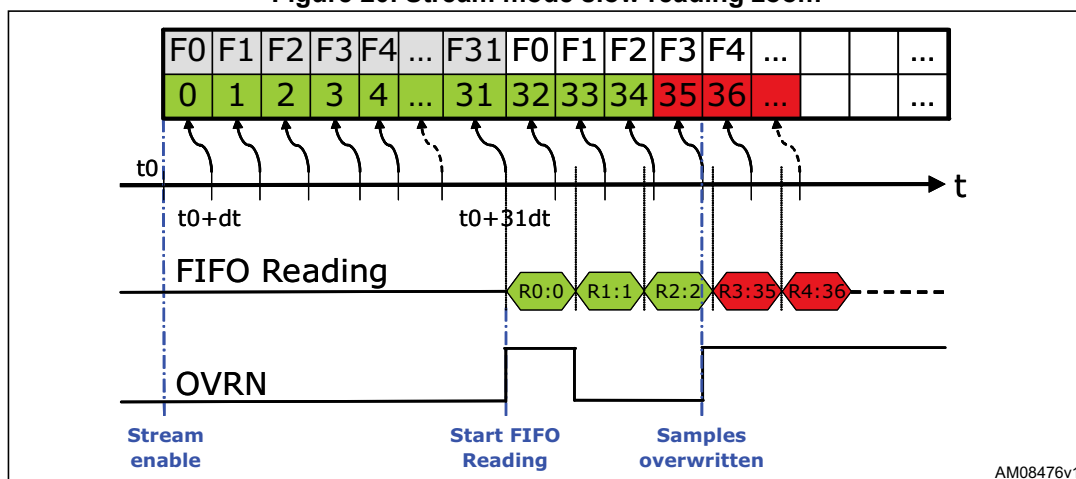 F0 F1 F2 F3 F4 ... F31 F0 F1 F2 F3 F4 ... ...
0 1 2 3 4 ... 31 32 33 34 35 36 ... ...
t0
t
t0+dt t0+31dt
FIFO Reading
R0:0 R1:1 R2:2 R3:35 R4:36
OVRN
Stream enable
Start FIFO Reading
Samples overwritten
AM08476v1